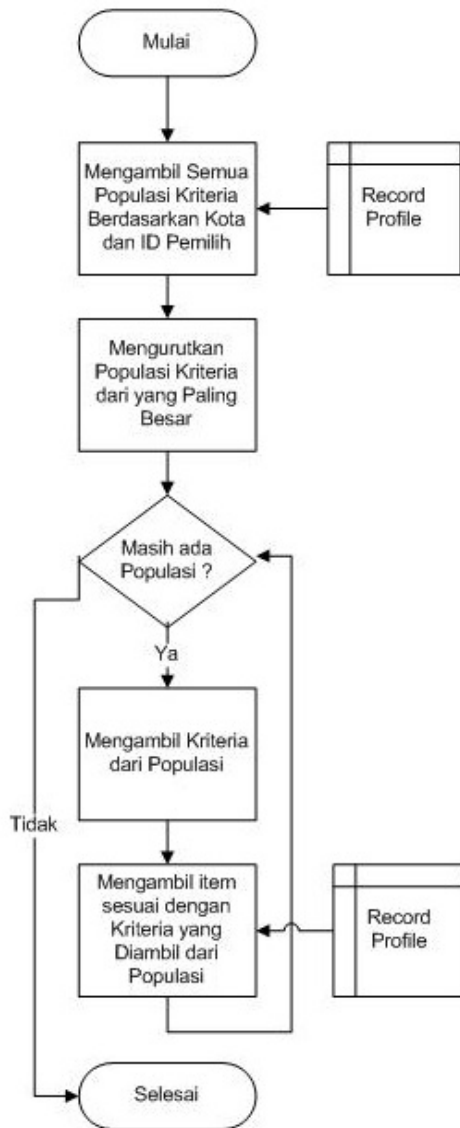 Mulai
Mengambil Semua
Populasi Kriteria
Berdasarkan Kota
dan ID Pemilih
Record
Profile
Mengurutkan
Populasi Kriteria
dari yang Paling
Besar
Masih ada
Populasi ?
Ya
Mengambil Kriteria
dari Populasi
Tidak
Mengambil item
sesuai dengan
Kriteria yang
Diambil dari
Populasi
Record
Profile
Selesai